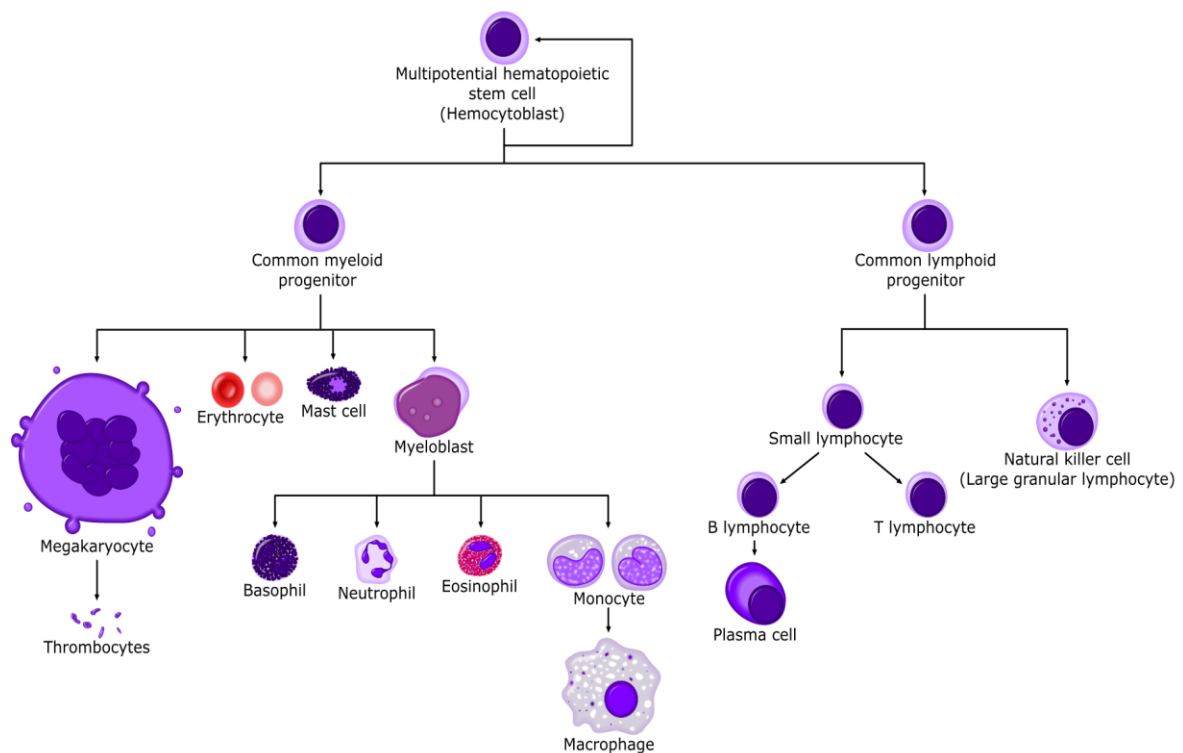 Multipotential hematopoietic
stem cell
(Hemocytoblast)
Common myeloid
progenitor
Common lymphoid
progenitor
Megakaryocyte
Erythrocyte
Mast cell
Myeloblast
Small lymphocyte
Natural killer cell
(Large granular lymphocyte)
Basophil
Neutrophil
Eosinophil
Monocyte
B lymphocyte
T lymphocyte
Thrombocytes
Macrophage
Plasma cell